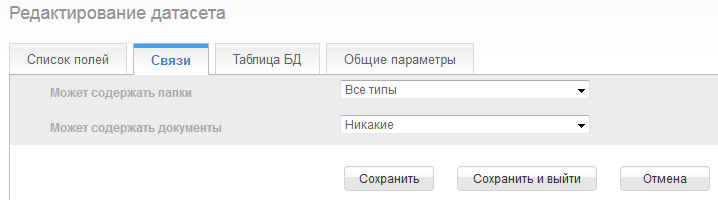 Редактирование датасета
Список полей Связи Таблица БД Общие параметры
Может содержать папки Все типы
Может содержать документы Никакие
Сохранить Сохранить и выйти Отмена